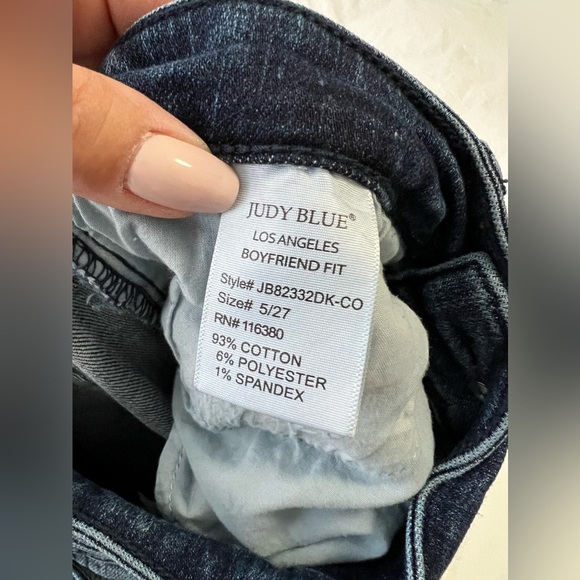 JUDY BLUE®
LOS ANGELES
BOYFRIEND FIT
Style# JB82332DK-CO
Size# 5/27
RN# 116380
93% COTTON
6% POLYESTER
1% SPANDEX